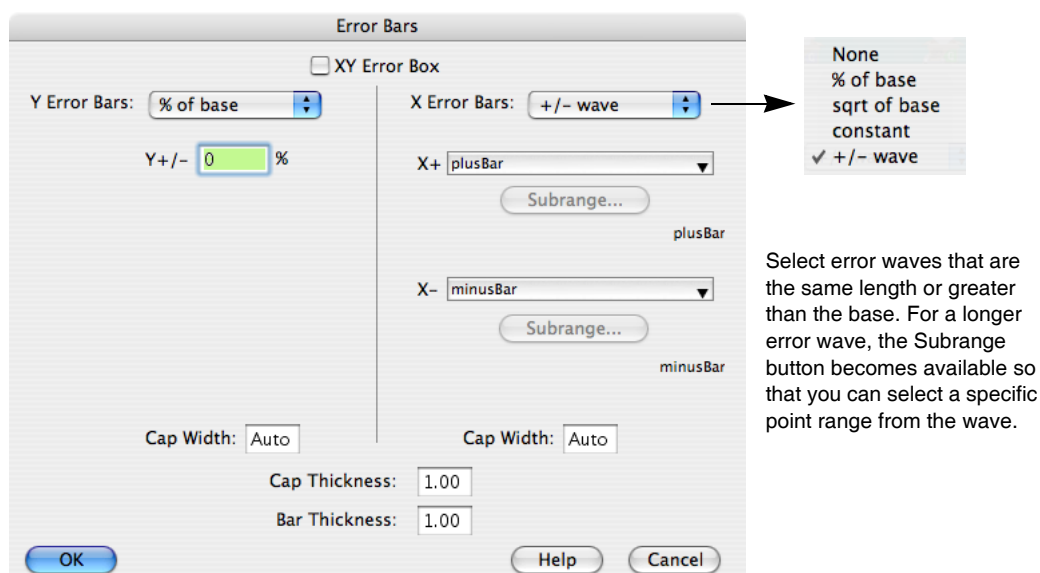 Error Bars
XY Error Box
Y Error Bars: % of base
Y+/- 0 %
Cap Width: Auto
X Error Bars: +/- wave
X+ plusBar
Subrange...
plusBar
X- minusBar
Subrange...
minusBar
Cap Width: Auto
Cap Thickness: 1.00
Bar Thickness: 1.00
OK
Help
Cancel
None
% of base
sqrt of base
constant
✓ +/- wave
Select error waves that are
the same length or greater
than the base. For a longer
error wave, the Subrange
button becomes available so
that you can select a specific
point range from the wave.